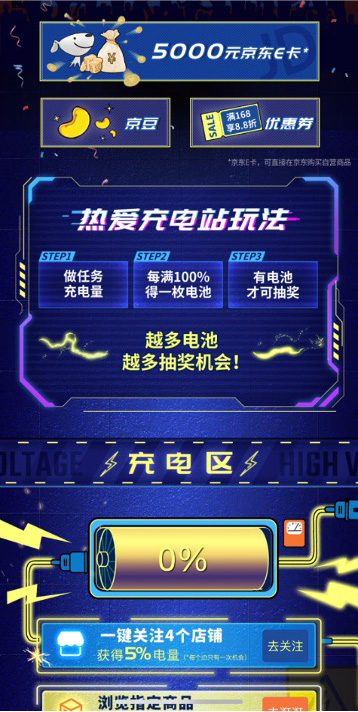 5000元京东E卡*
JD
京豆
SALE
满168
享8.8折
优惠券
*京东E卡，可直接在京东购买自营商品
热爱充电站玩法
STEP1
做任务
充电量
STEP2
每满100%
得一枚电池
STEP3
有电池
才可抽奖
越多电池
越多抽奖机会！
OLTAGE
充电区
HIGH V
0%
一键关注4个店铺
获得5%电量（*每个ID只有一次机会）
去关注
浏览指定商品
去逛逛